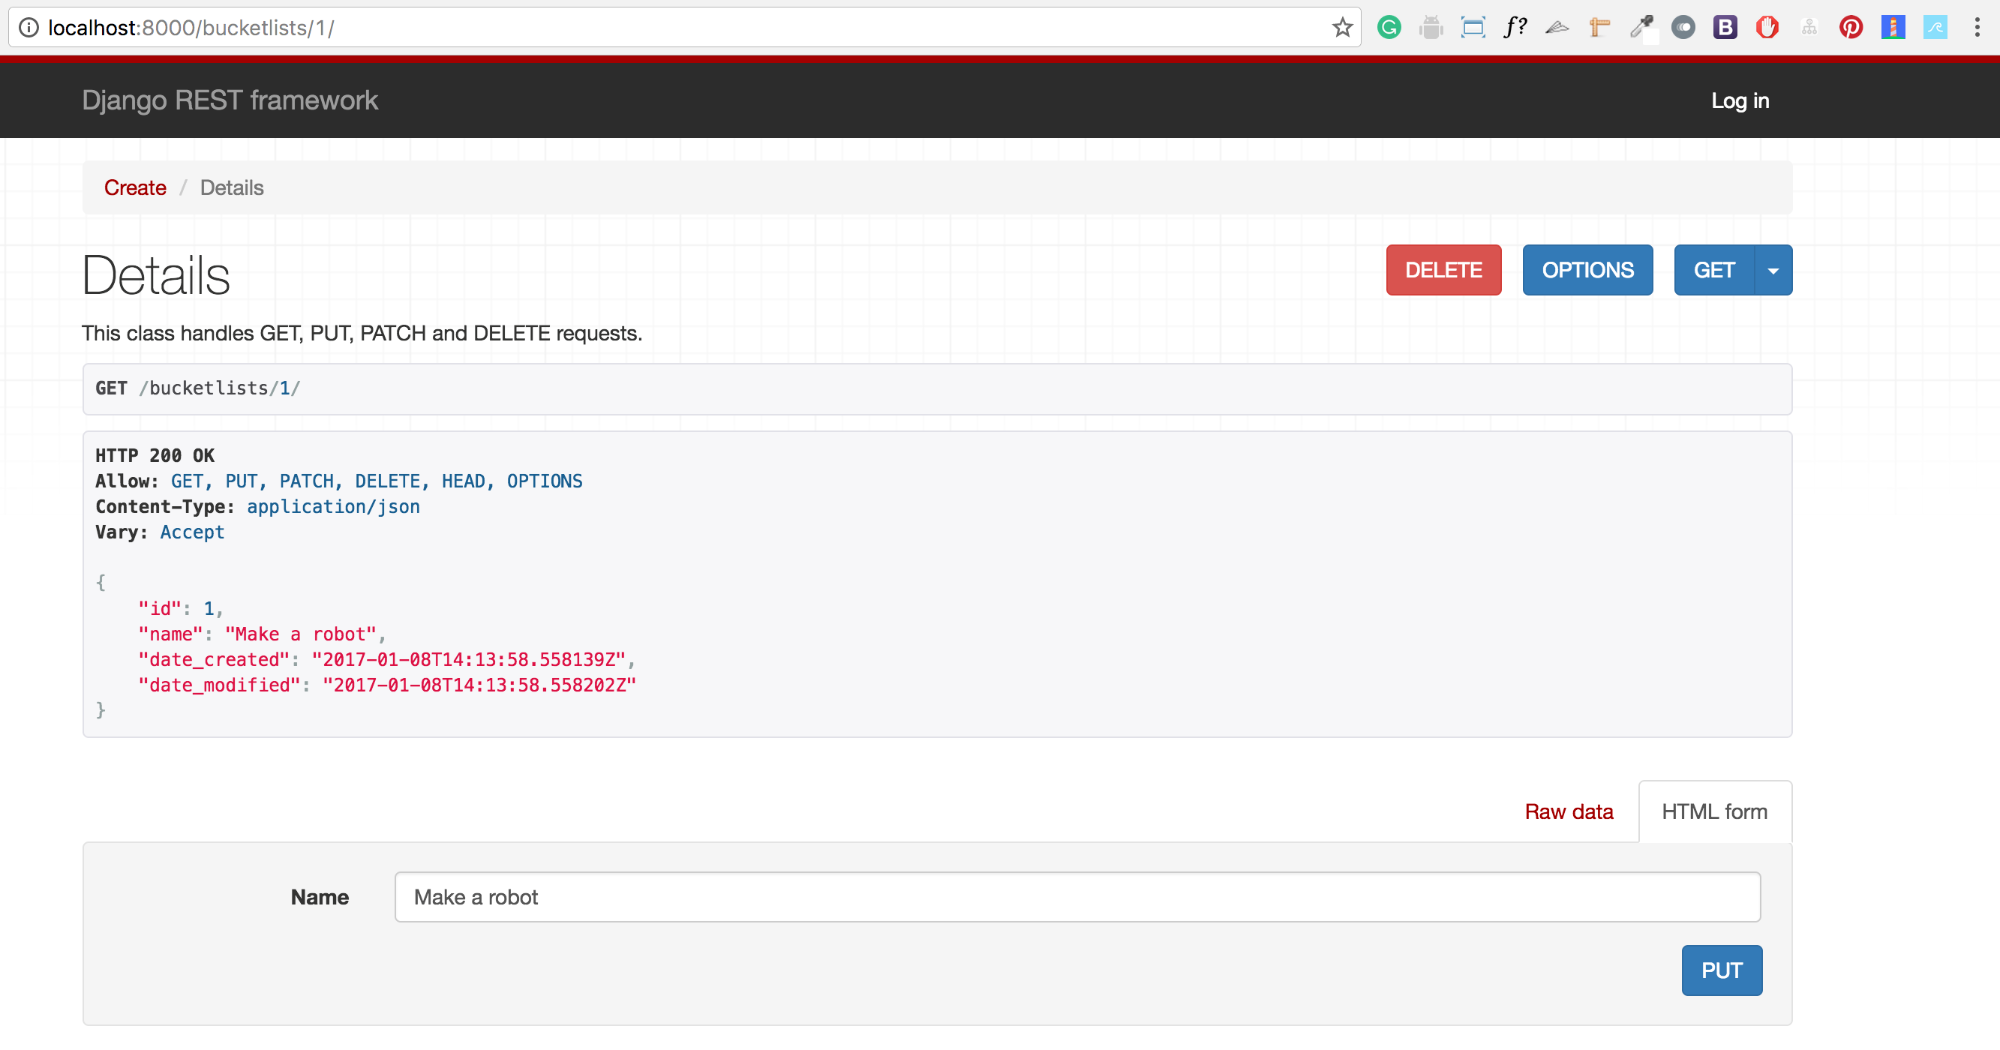 localhost:8000/bucketlists/1/
f?
B
Django REST framework
Log in
Create / Details
Details
DELETE
OPTIONS
GET
This class handles GET, PUT, PATCH and DELETE requests.
GET /bucketlists/1/
HTTP 200 OK
Allow: GET, PUT, PATCH, DELETE, HEAD, OPTIONS
Content-Type: application/json
Vary: Accept
{
    "id": 1,
    "name": "Make a robot",
    "date_created": "2017-01-08T14:13:58.558139Z",
    "date_modified": "2017-01-08T14:13:58.558202Z"
}
Raw data
HTML form
Name
Make a robot
PUT